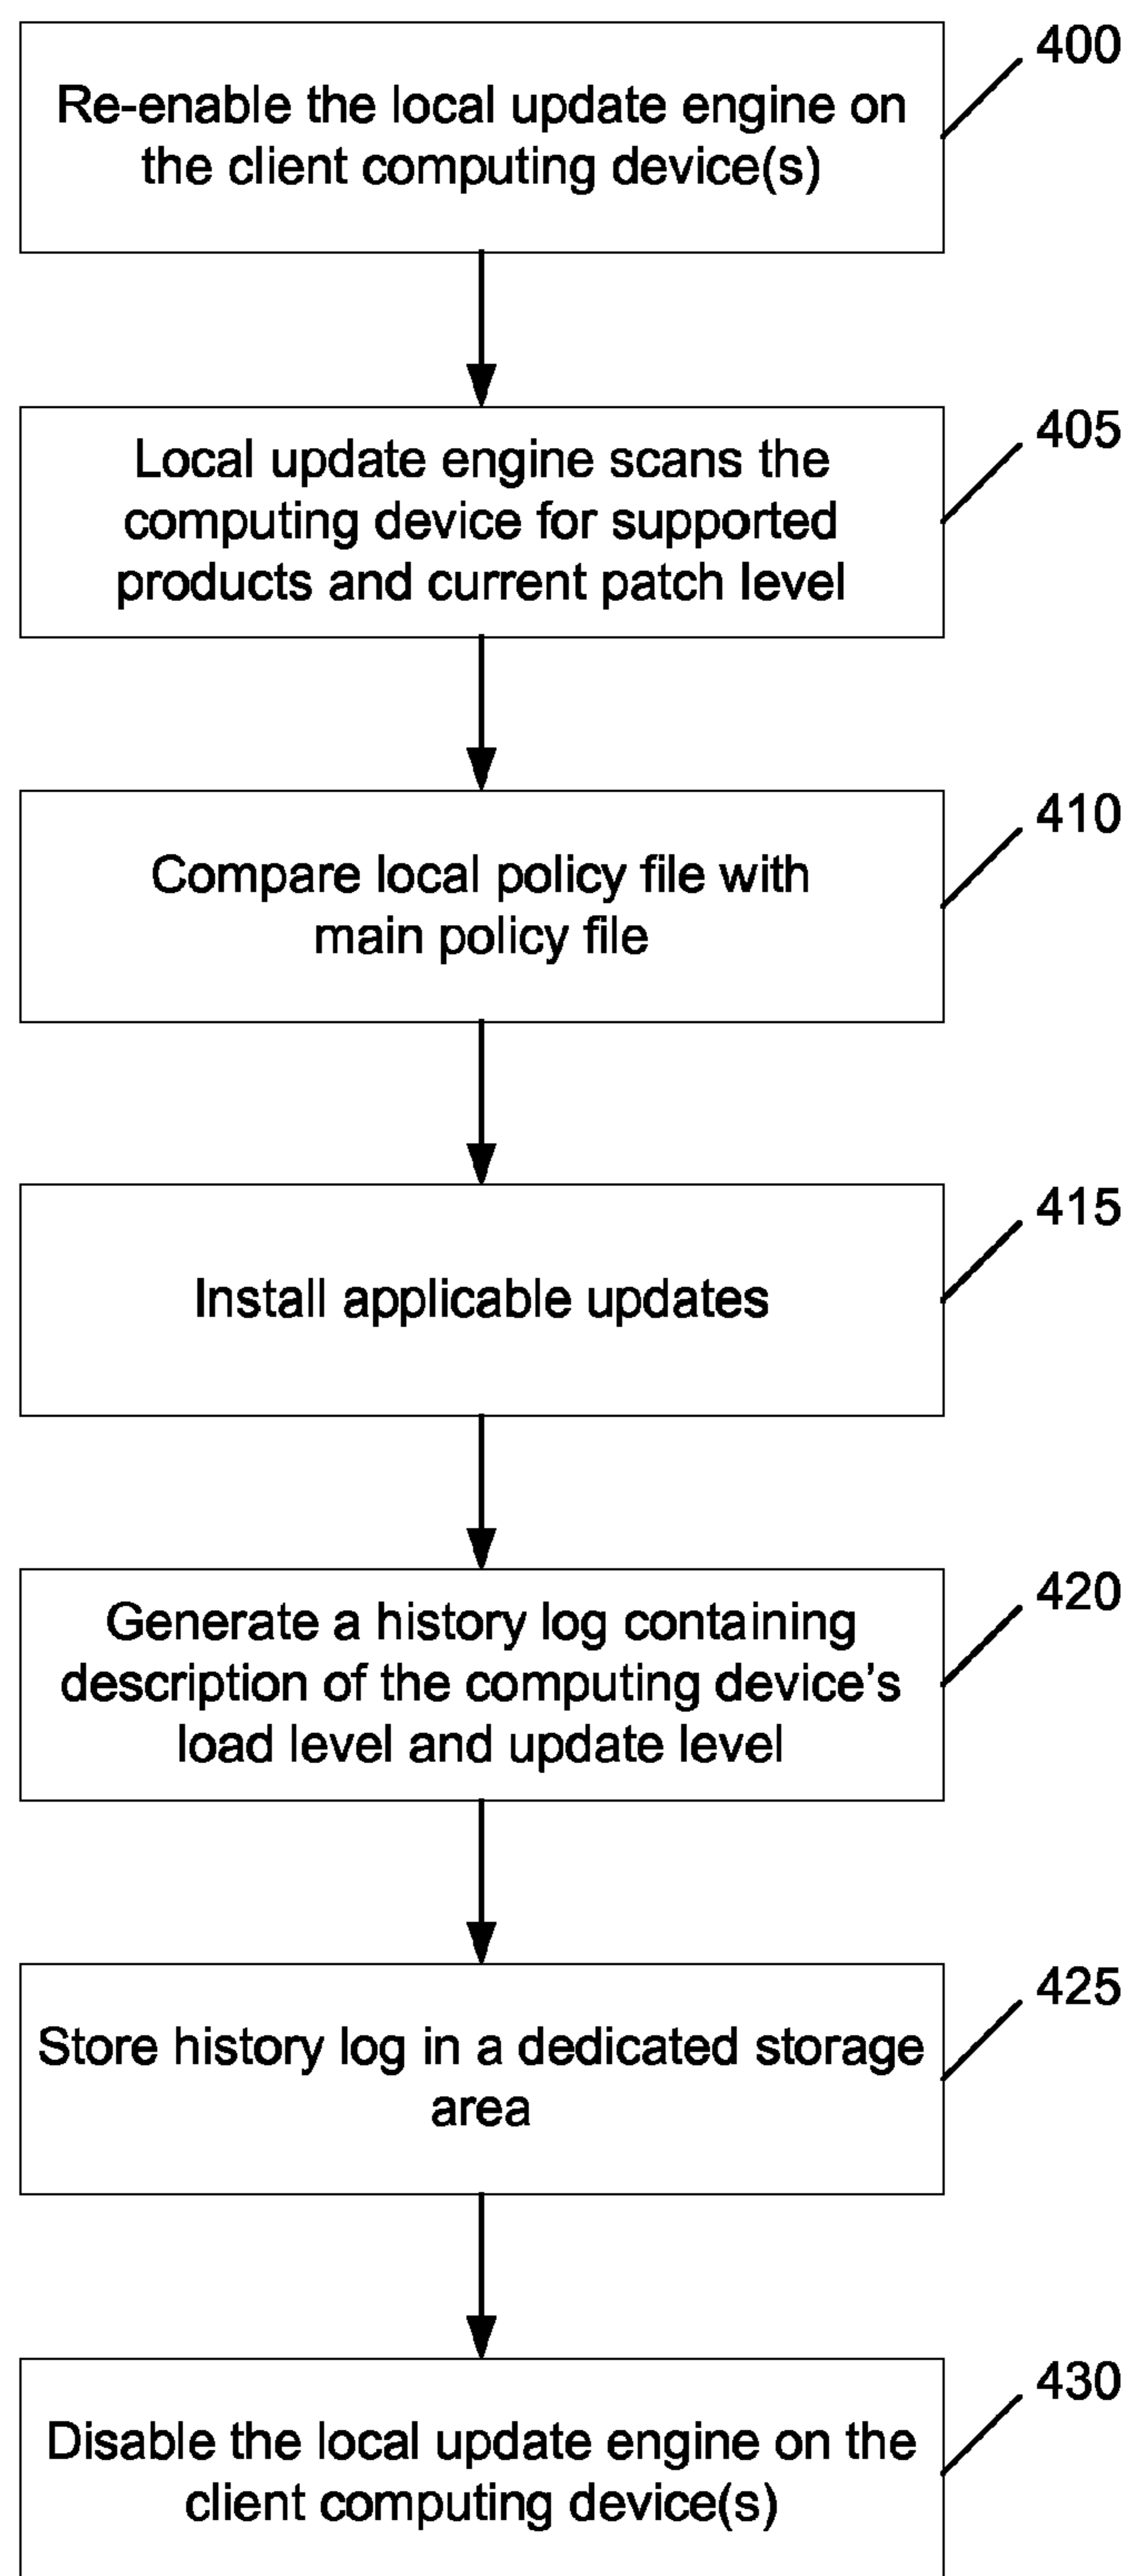 400
Re-enable the local update engine on
the client computing device(s)
405
Local update engine scans the
computing device for supported
products and current patch level
410
Compare local policy file with
main policy file
415
Install applicable updates
420
Generate a history log containing
description of the computing device's
load level and update level
425
Store history log in a dedicated storage
area
430
Disable the local update engine on the
client computing device(s)